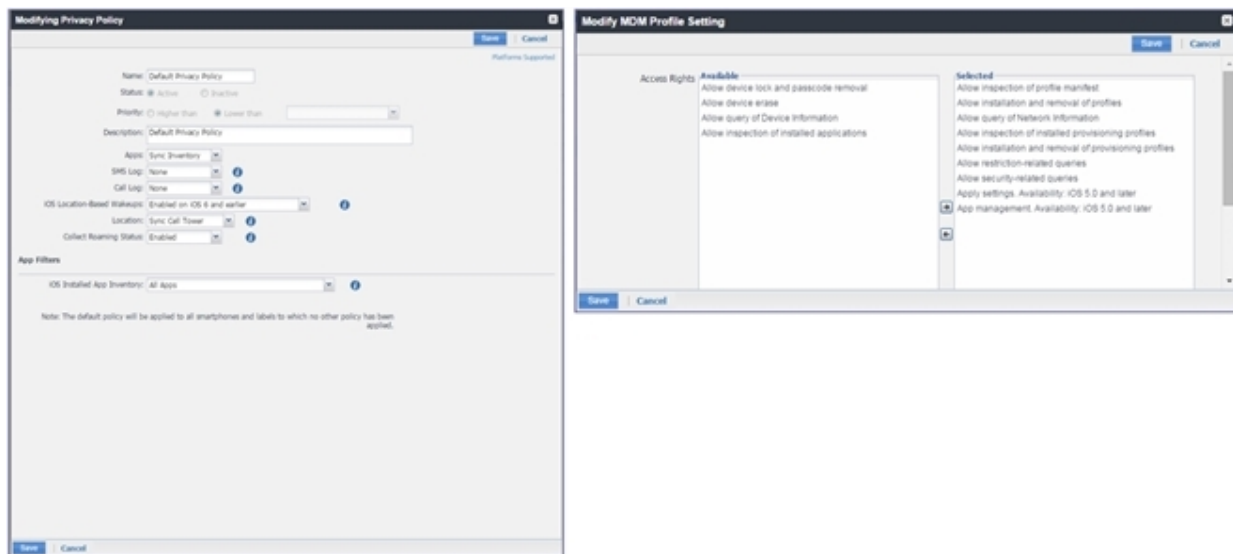 Modifying Privacy Policy
Save | Cancel
Platforms Supported
Name: Default Privacy Policy
Status: Active Inactive
Priority: Higher than Lower than
Description: Default Privacy Policy
Apps: Sync Inventory
SMS Log: None
Call Log: None
iOS Location-Based Wakeups: Enabled on iOS 6 and earlier
Location: Sync Cell Tower
Collect Roaming Status: Enabled
App Filters
iOS Installed App Inventory: All Apps
Note: The default policy will be applied to all smartphones and labels to which no other policy has been
applied.
Save | Cancel
Modify MDM Profile Setting
Save | Cancel
Access Rights
Available
Allow device lock and passcode removal
Allow device erase
Allow query of Device Information
Allow inspection of installed applications
Selected
Allow inspection of profile manifest
Allow installation and removal of profiles
Allow query of Network Information
Allow inspection of installed provisioning profiles
Allow installation and removal of provisioning profiles
Allow restriction-related queries
Allow security-related queries
Apply settings. Availability: iOS 5.0 and later
App management. Availability: iOS 5.0 and later
Save | Cancel